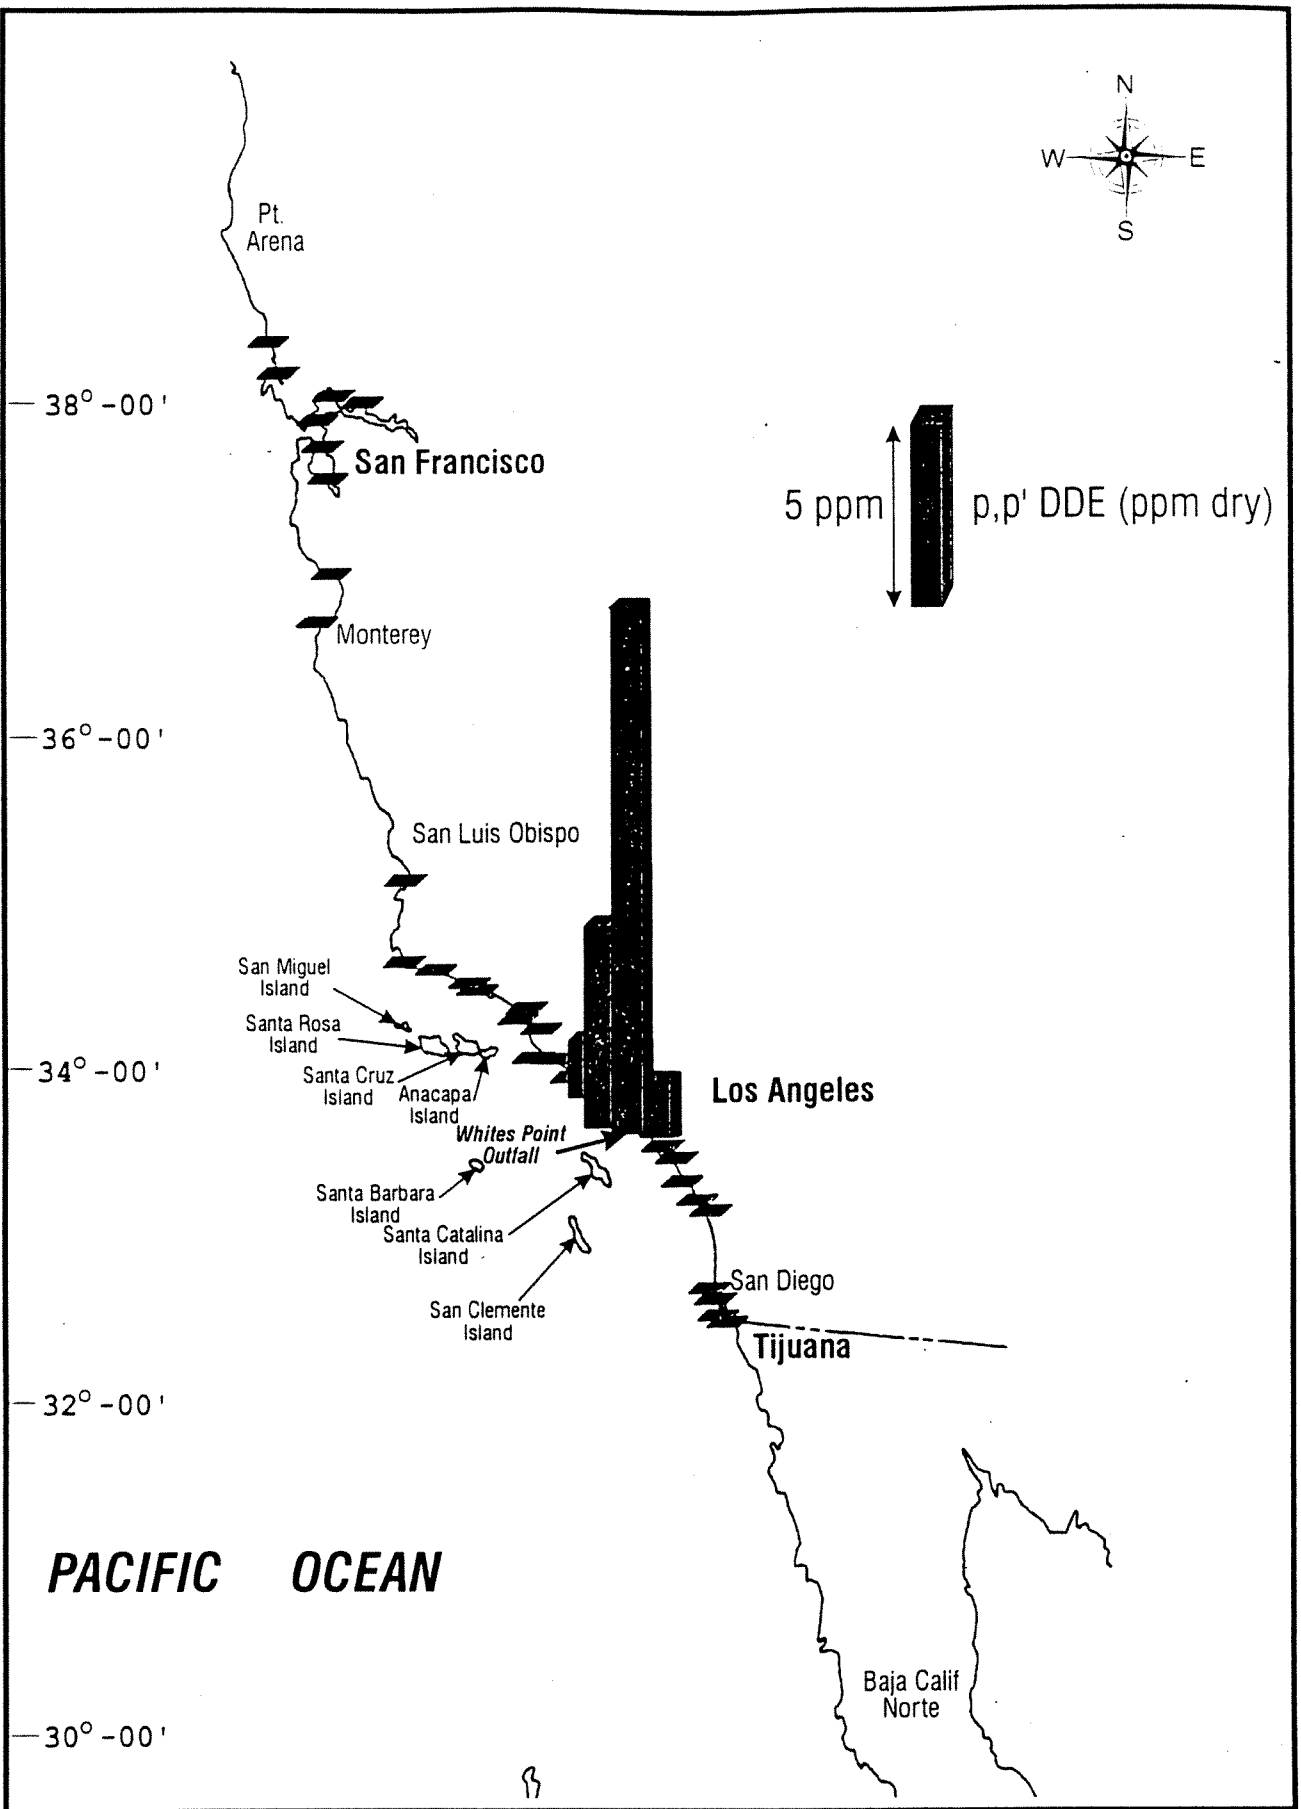 N
W
E
S
Pt.
Arena
38°-00'
San Francisco
5 ppm
p,p' DDE (ppm dry)
Monterey
36°-00'
San Luis Obispo
San Miguel
Island
Santa Rosa
Island
34°-00'
Santa Cruz
Island
Anacapa
Island
Los Angeles
Whites Point
Outfall
Santa Barbara
Island
Santa Catalina
Island
San Diego
San Clemente
Island
Tijuana
32°-00'
PACIFIC OCEAN
Baja Calif
Norte
30°-00'